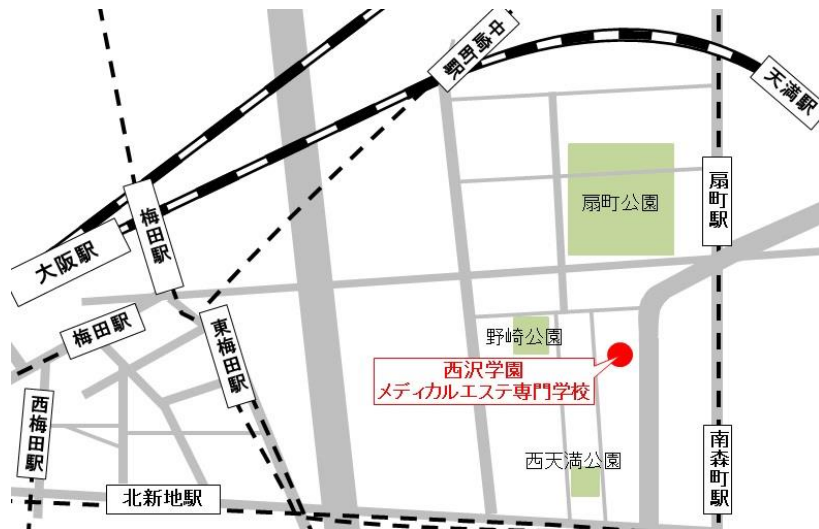 中崎町駅
天満駅
梅田駅
扇町公園
扇町駅
大阪駅
梅田駅
東梅田駅
野崎公園
西沢学園
メディカルエステ専門学校
西梅田駅
西天満公園
南森町駅
北新地駅